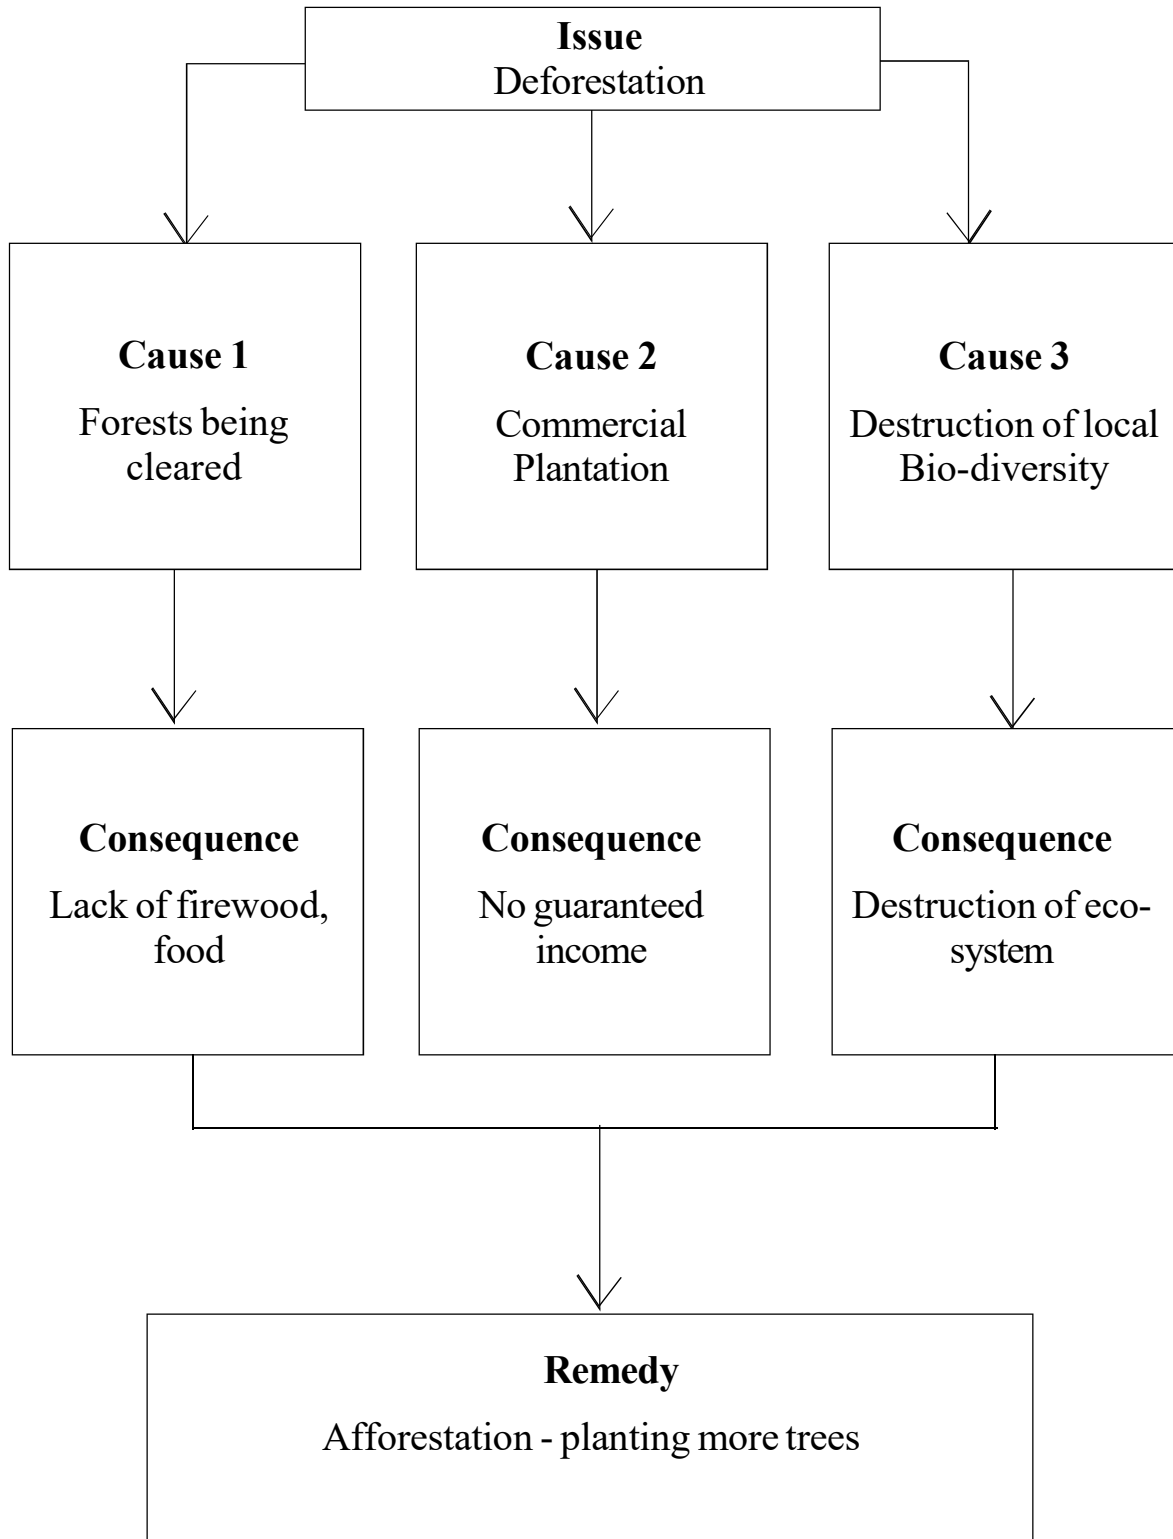 Issue
Deforestation
Cause 1
Forests being
cleared
Cause 2
Commercial
Plantation
Cause 3
Destruction of local
Bio-diversity
Consequence
Lack of firewood,
food
Consequence
No guaranteed
income
Consequence
Destruction of eco-
system
Remedy
Afforestation - planting more trees